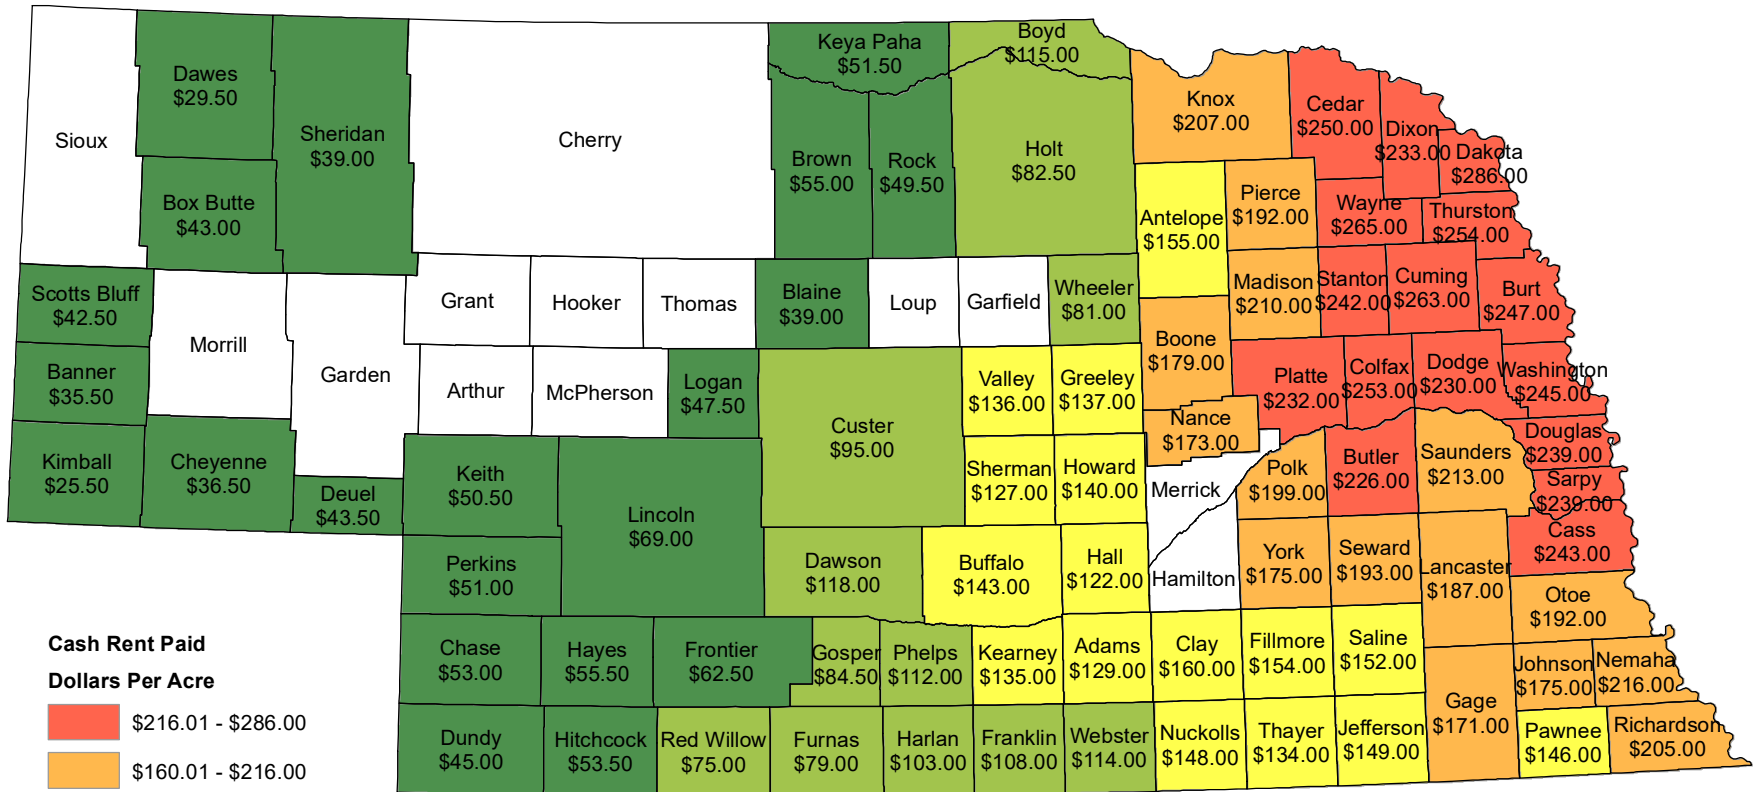 Sioux
Dawes
$29.50
Sheridan
$39.00
Box Butte
$43.00
Cherry
Keya Paha
$51.50
Brown
$55.00
Rock
$49.50
Boyd
$115.00
Holt
$82.50
Knox
$207.00
Cedar
$250.00
Dixon
$233.00
Dakota
$286.00
Antelope
$155.00
Pierce
$192.00
Wayne
$265.00
Thurston
$254.00
Scotts Bluff
$42.50
Morrill
Garden
Grant
Hooker
Thomas
Blaine
$39.00
Loup
Garfield
Wheeler
$81.00
Madison
$210.00
Stanton
$242.00
Cuming
$263.00
Burt
$247.00
Banner
$35.50
Arthur
McPherson
Logan
$47.50
Custer
$95.00
Valley
$136.00
Greeley
$137.00
Boone
$179.00
Platte
$232.00
Colfax
$253.00
Dodge
$230.00
Washington
$245.00
Nance
$173.00
Kimball
$25.50
Cheyenne
$36.50
Deuel
$43.50
Keith
$50.50
Lincoln
$69.00
Sherman
$127.00
Howard
$140.00
Merrick
Polk
$199.00
Butler
$226.00
Saunders
$213.00
Douglas
$239.00
Sarpy
$239.00
Perkins
$51.00
Dawson
$118.00
Buffalo
$143.00
Hall
$122.00
Hamilton
York
$175.00
Seward
$193.00
Lancaster
$187.00
Cass
$243.00
Otoe
$192.00
Chase
$53.00
Hayes
$55.50
Frontier
$62.50
Gosper
$84.50
Phelps
$112.00
Kearney
$135.00
Adams
$129.00
Clay
$160.00
Fillmore
$154.00
Saline
$152.00
Gage
$171.00
Johnson
$175.00
Nemaha
$216.00
Dundy
$45.00
Hitchcock
$53.50
Red Willow
$75.00
Furnas
$79.00
Harlan
$103.00
Franklin
$108.00
Webster
$114.00
Nuckolls
$148.00
Thayer
$134.00
Jefferson
$149.00
Pawnee
$146.00
Richardson
$205.00
Cash Rent Paid
Dollars Per Acre
$216.01 - $286.00
$160.01 - $216.00